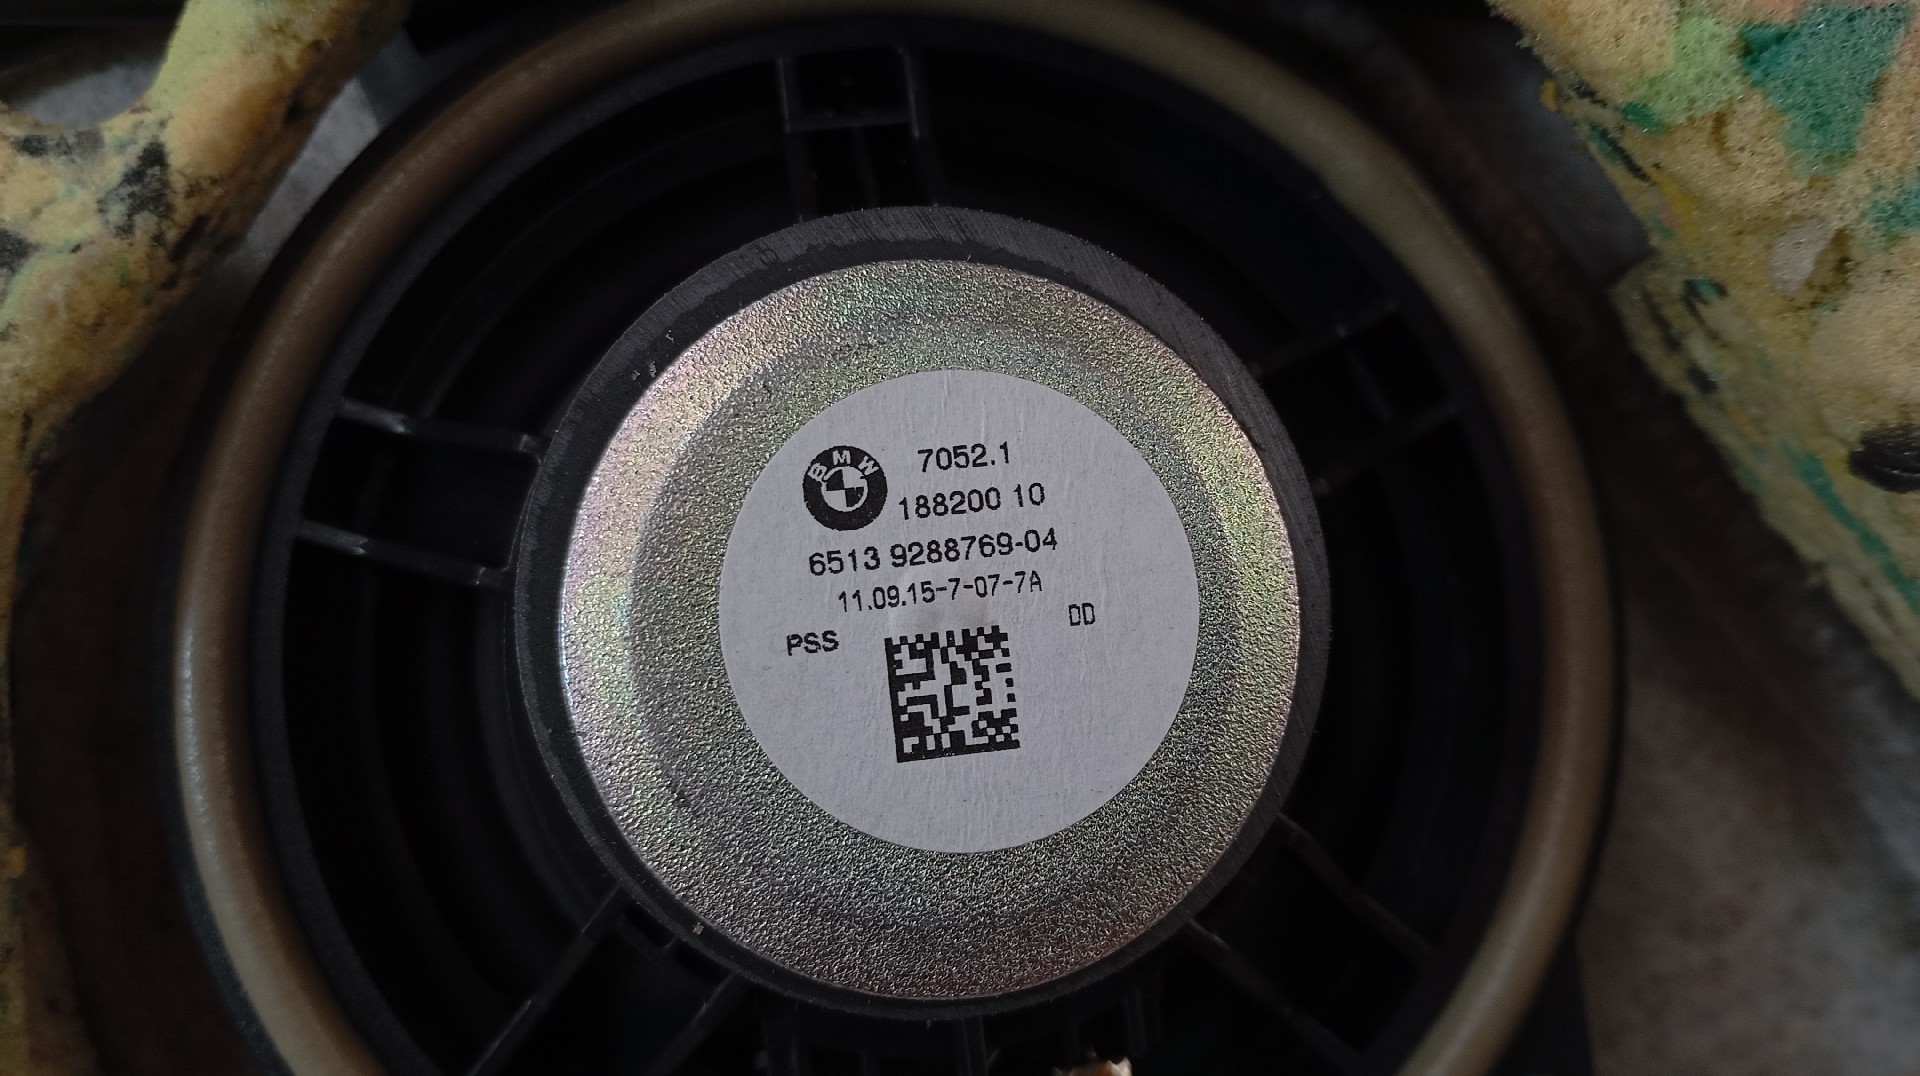 BMW
7052.1
188200 10
6513 9288769-04
11.09.15-7-07-7A
DD
PSS